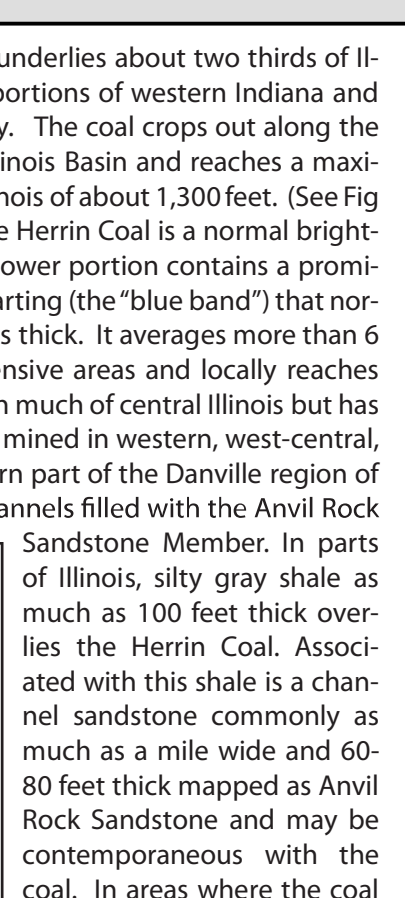 underlies about two thirds of Il-
portions of western Indiana and
y. The coal crops out along the
linois Basin and reaches a maxi-
nois of about 1,300 feet. (See Fig
e Herrin Coal is a normal bright-
ower portion contains a promi-
arting (the “blue band”) that nor-
s thick. It averages more than 6
ensive areas and locally reaches
n much of central Illinois but has
mined in western, west-central,
rn part of the Danville region of
annels filled with the Anvil Rock
Sandstone Member. In parts
of Illinois, silty gray shale as
much as 100 feet thick over-
lies the Herrin Coal. Associ-
ated with this shale is a chan-
nel sandstone commonly as
much as a mile wide and 60-
80 feet thick mapped as Anvil
Rock Sandstone and may be
contemporaneous with the
coal. In areas where the coal